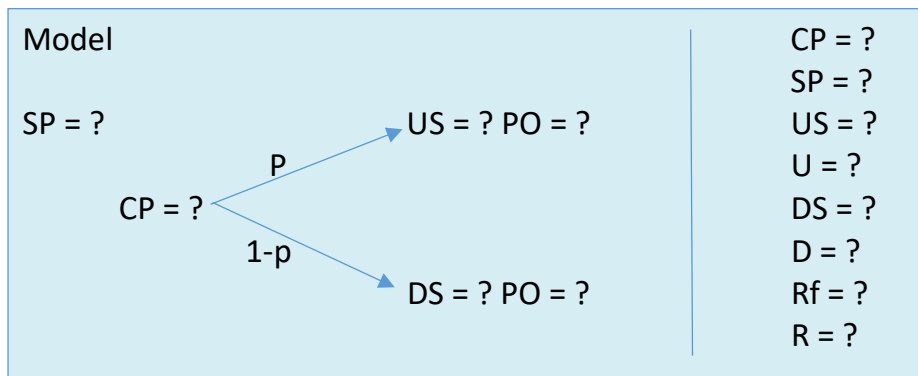 Model
SP = ?
US = ? PO = ?
P
CP = ?
1-p
DS = ? PO = ?
CP = ?
SP = ?
US = ?
U = ?
DS = ?
D = ?
Rf = ?
R = ?